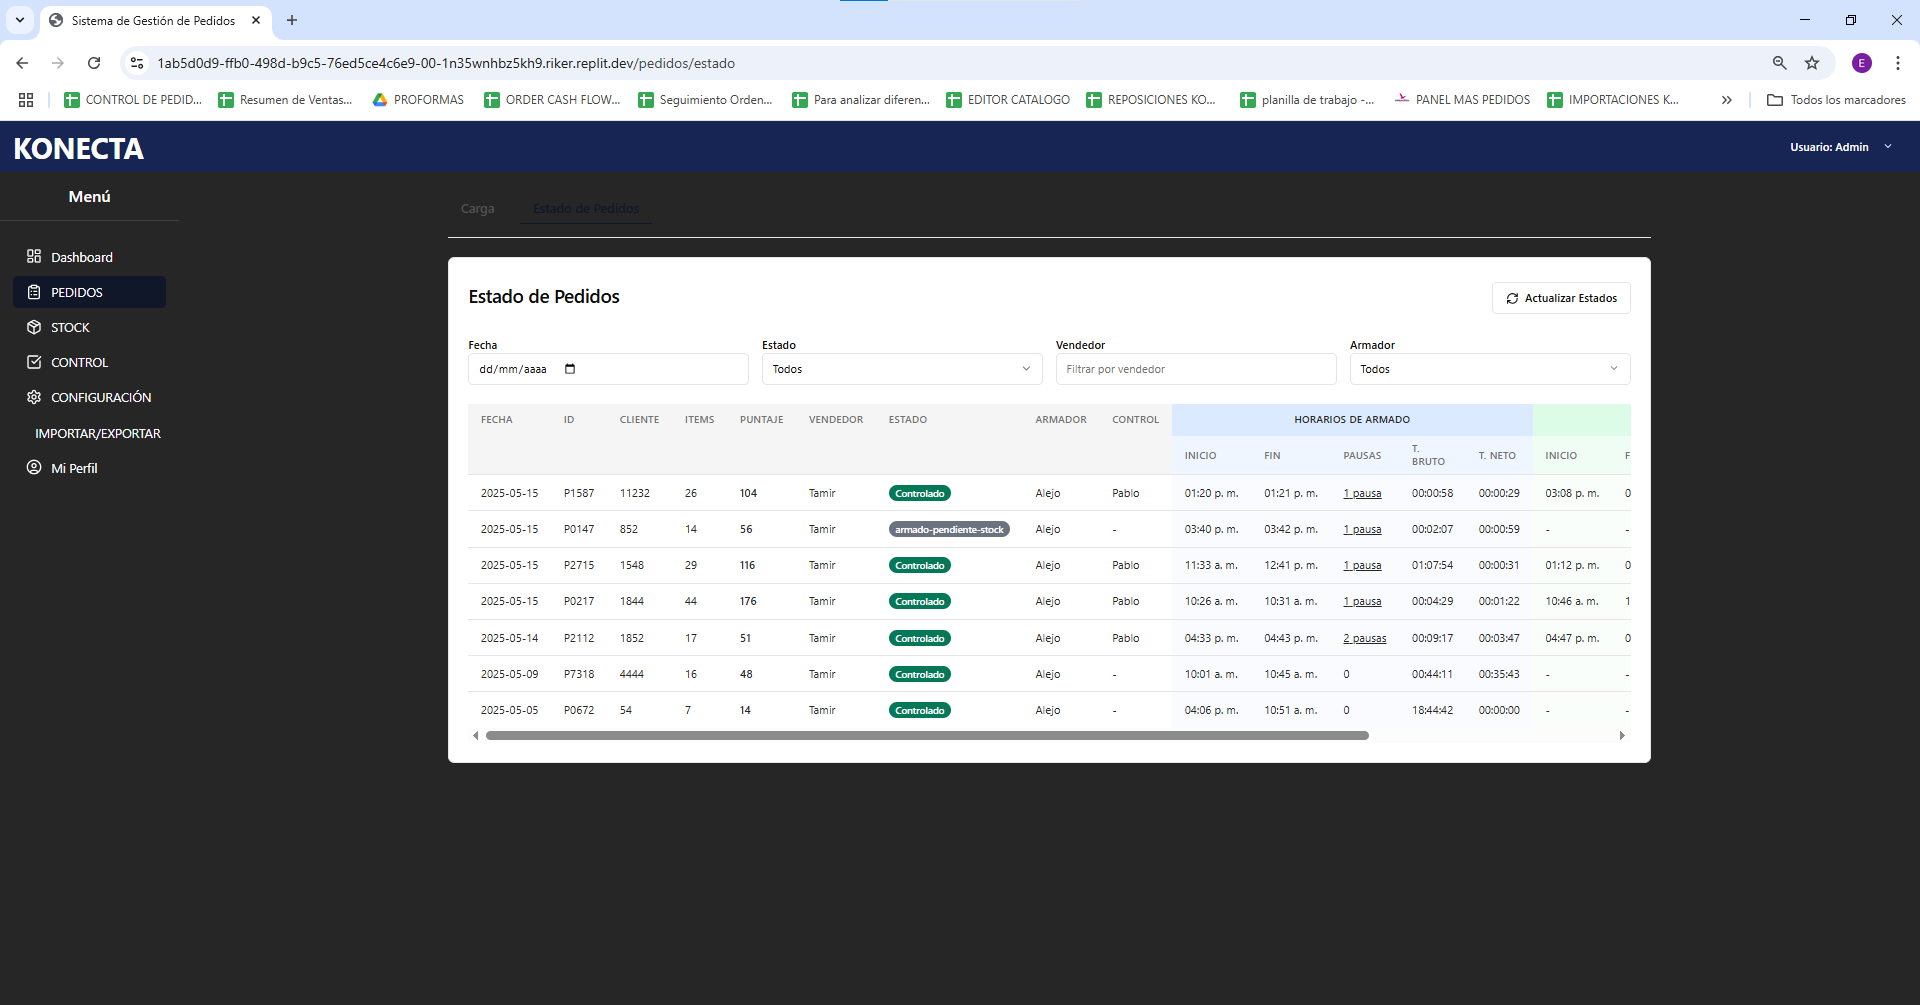 Sistema de Gestión de Pedidos
1ab5d0d9-ffb0-498d-b9c5-76ed5ce4c6e9-00-1n35wnhbz5kh9.riker.replit.dev/pedidos/estado
E
CONTROL DE PEDID... Resumen de Ventas... PROFORMAS ORDER CASH FLOW... Seguimiento Orden... Para analizar diferen... EDITOR CATALOGO REPOSICIONES KO... planilla de trabajo -... PANEL MAS PEDIDOS IMPORTACIONES K... Todos los marcadores
KONECTA
Usuario: Admin
Menú
Dashboard
PEDIDOS
STOCK
CONTROL
CONFIGURACIÓN
IMPORTAR/EXPORTAR
Mi Perfil
Carga Estado de Pedidos
Estado de Pedidos
Actualizar Estados
Fecha Estado Vendedor Armador
dd/mm/aaaa Todos Filtrar por vendedor Todos
FECHA ID CLIENTE ITEMS PUNTAJE VENDEDOR ESTADO ARMADOR CONTROL HORARIOS DE ARMADO
INICIO FIN PAUSAS T. BRUTO T. NETO INICIO F
2025-05-15 P1587 11232 26 104 Tamir Controlado Alejo Pablo 01:20 p. m. 01:21 p. m. 1 pausa 00:00:58 00:00:29 03:08 p. m. 0
2025-05-15 P0147 852 14 56 Tamir armado-pendiente-stock Alejo - 03:40 p. m. 03:42 p. m. 1 pausa 00:02:07 00:00:59 - -
2025-05-15 P2715 1548 29 116 Tamir Controlado Alejo Pablo 11:33 a. m. 12:41 p. m. 1 pausa 01:07:54 00:00:31 01:12 p. m. 0
2025-05-15 P0217 1844 44 176 Tamir Controlado Alejo Pablo 10:26 a. m. 10:31 a. m. 1 pausa 00:04:29 00:01:22 10:46 a. m. 1
2025-05-14 P2112 1852 17 51 Tamir Controlado Alejo Pablo 04:33 p. m. 04:43 p. m. 2 pausas 00:09:17 00:03:47 04:47 p. m. 0
2025-05-09 P7318 4444 16 48 Tamir Controlado Alejo - 10:01 a. m. 10:45 a. m. 0 00:44:11 00:35:43 - -
2025-05-05 P0672 54 7 14 Tamir Controlado Alejo - 04:06 p. m. 10:51 a. m. 0 18:44:42 00:00:00 - -